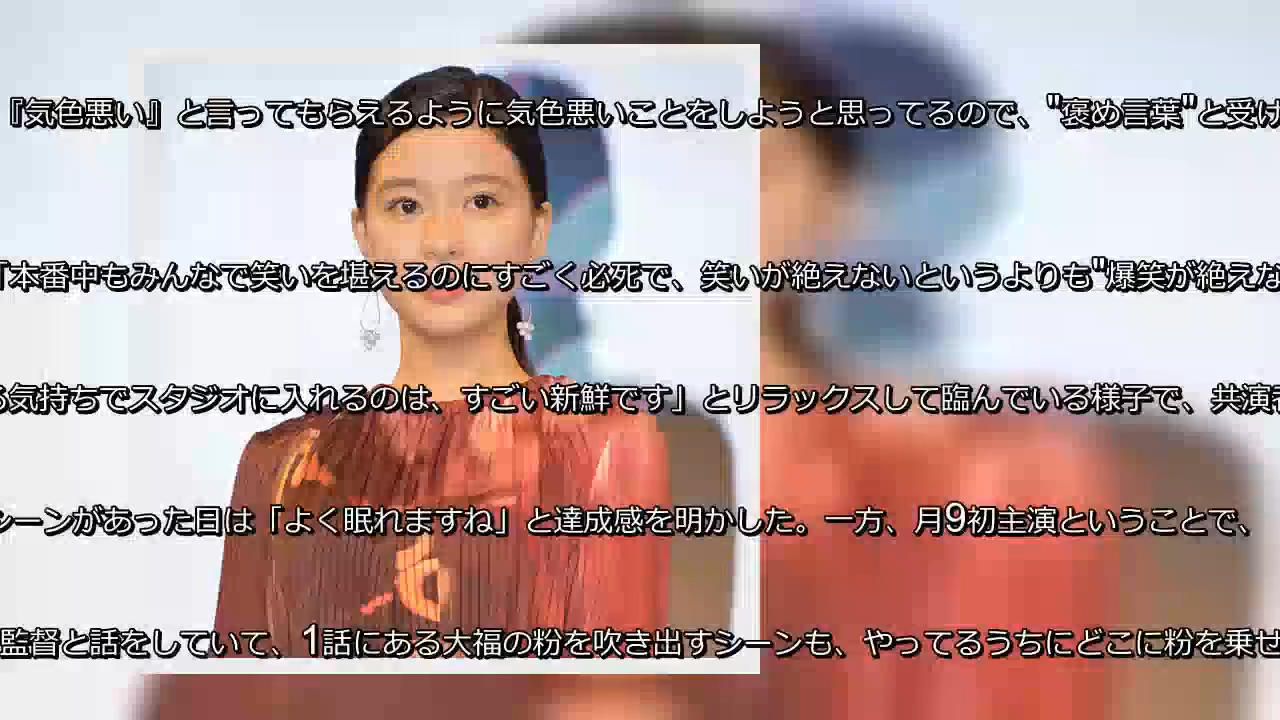 『気色悪い』と言ってもらえるように気色悪いことをしようと思ってるので、"褒め言葉"と受け
「本番中もみんなで笑いを堪えるのにすごく必死で、笑いが絶えないというよりも"爆笑が絶えな
る気持ちでスタジオに入れるのは、すごい新鮮です」とリラックスして臨んでいる様子で、共演者
シーンがあった日は「よく眠れますね」と達成感を明かした。一方、月9初主演ということで、
監督と話をしていて、1話にある大福の粉を吹き出すシーンも、やってるうちにどこに粉を乗せ